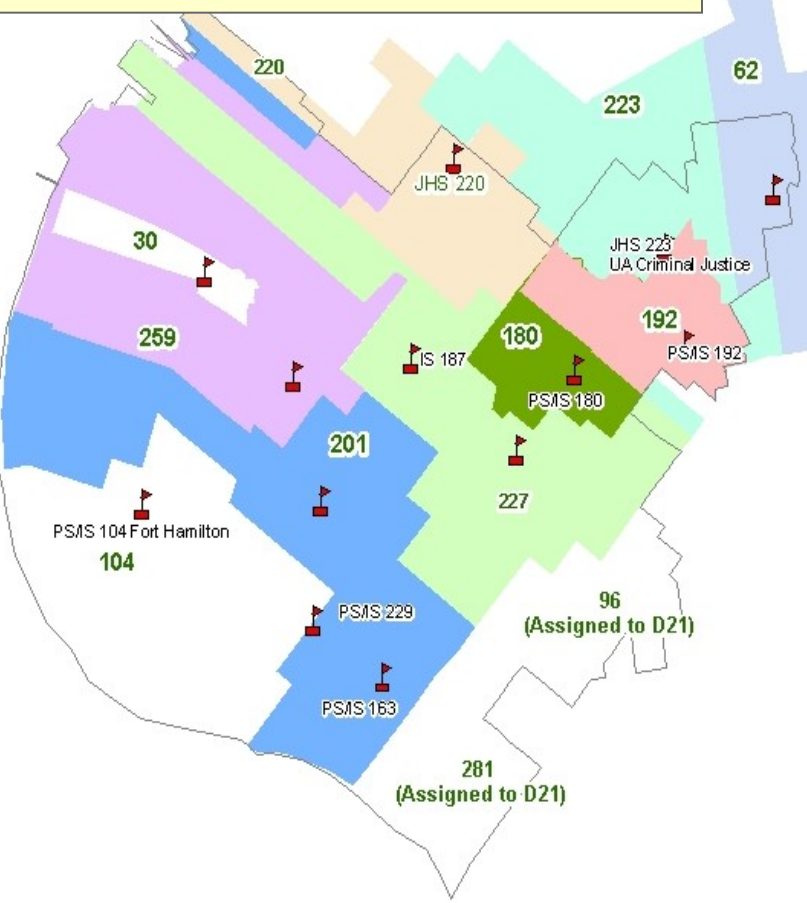 220
62
223
JHS 220
30
JHS 223
UA Criminal Justice
259
180
192
IS 187
PS/IS 192
PS/IS 180
201
227
PS/IS 104 Fort Hamilton
104
96
(Assigned to D21)
PS/IS 229
PS/IS 163
281
(Assigned to D21)